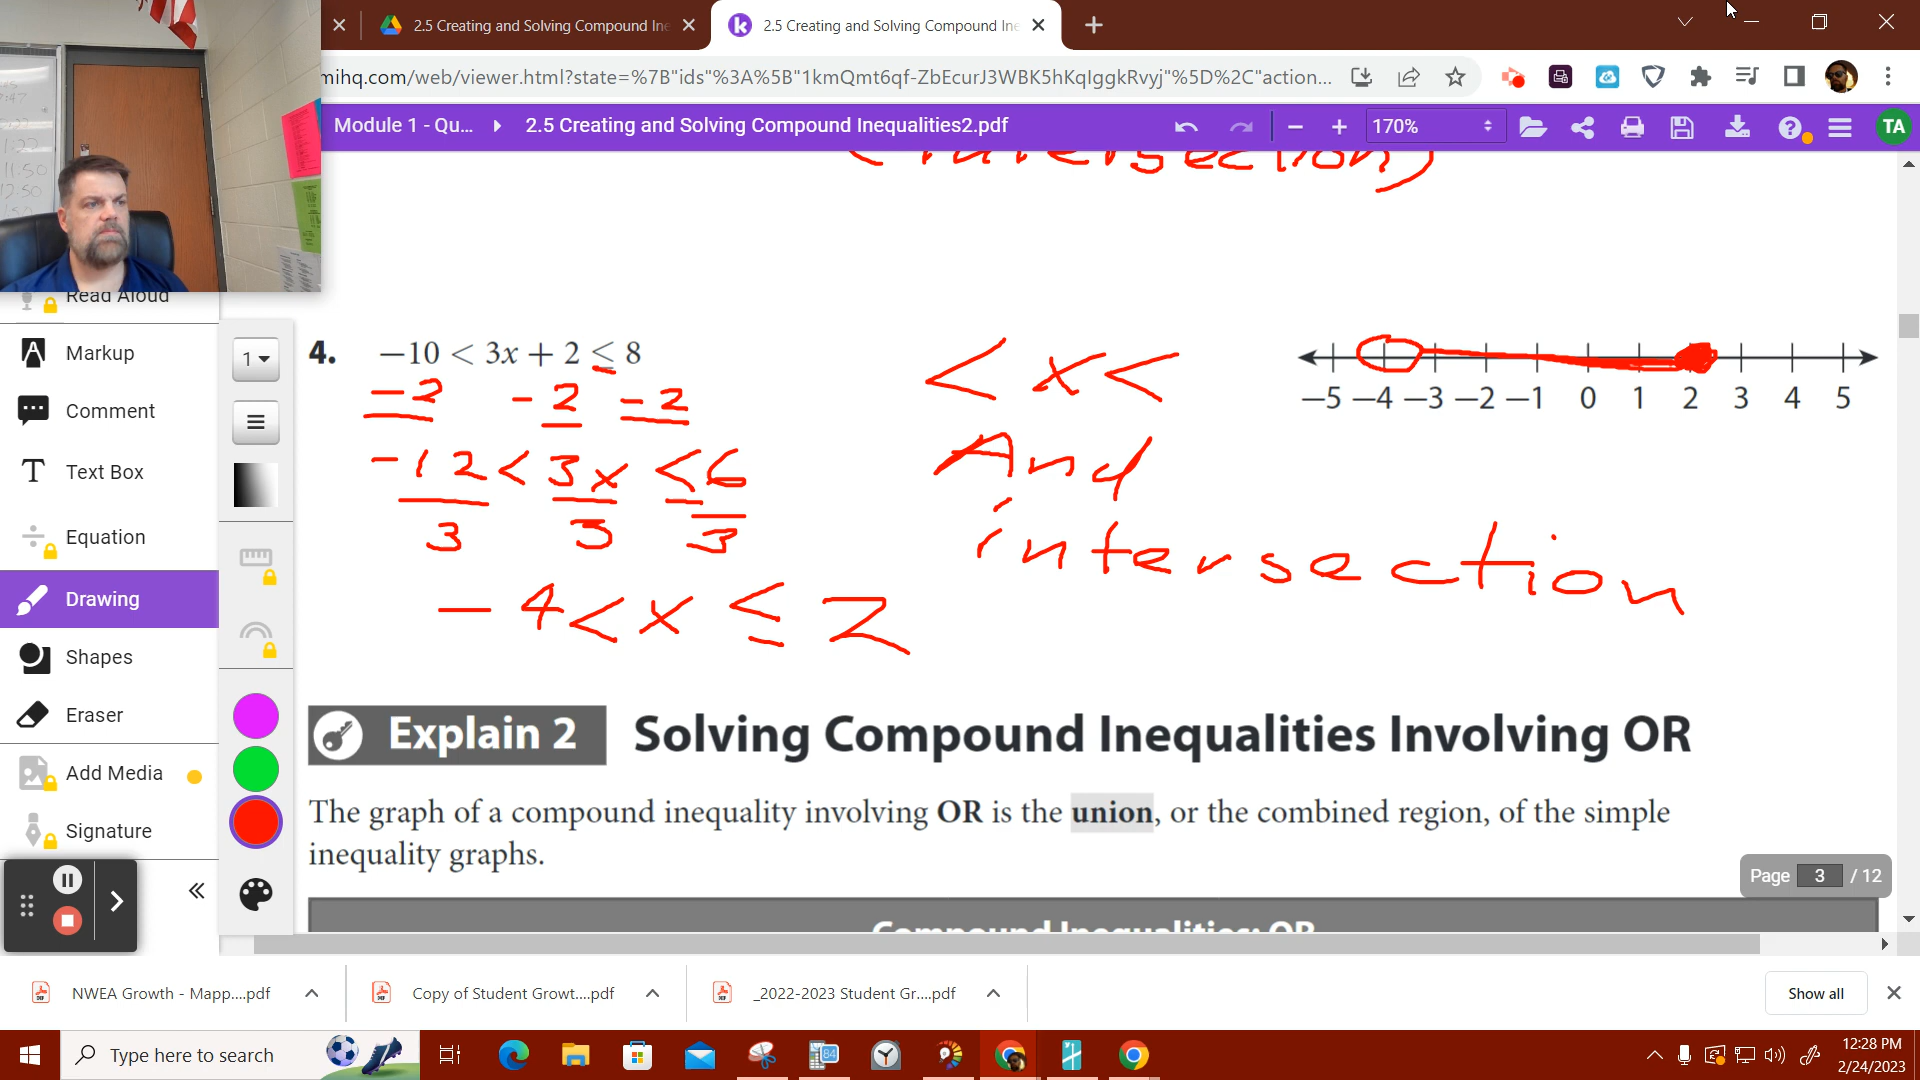 2.5 Creating and Solving Compound Ine
2.5 Creating and Solving Compound Ine
mihq.com/web/viewer.html?state=%7B"ids"%3A%5B"1kmQmt6qf-ZbEcurJ3WBK5hKqIggkRvyj"%5D%2C"action...
Module 1 - Qu... 2.5 Creating and Solving Compound Inequalities2.pdf 170% TA
(intersection)
Read Aloud
Markup
Comment
Text Box
Equation
Drawing
Shapes
Eraser
Add Media
Signature
1
4. −10 < 3x + 2 ≤ 8
−2 −2 −2
−12 < 3x ≤ 6
3 3 3
−4 < x ≤ 2
< x <
And
intersection
−5 −4 −3 −2 −1 0 1 2 3 4 5
Explain 2 Solving Compound Inequalities Involving OR
The graph of a compound inequality involving OR is the union, or the combined region, of the simple
inequality graphs.
Compound Inequalities: OR
Page 3 / 12
NWEA Growth - Mapp....pdf Copy of Student Growt....pdf _2022-2023 Student Gr....pdf Show all
Type here to search
84
12:28 PM
2/24/2023